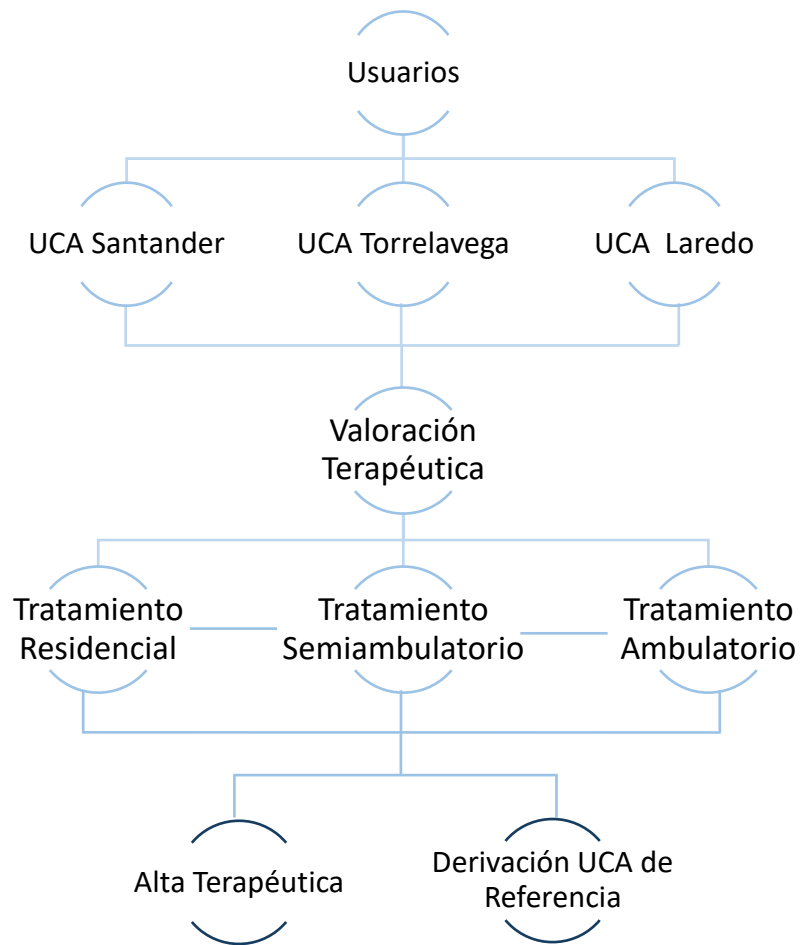 Usuarios
UCA Santander
UCA Torrelavega
UCA Laredo
Valoración
Terapéutica
Tratamiento
Residencial
Tratamiento
Semiambulatorio
Tratamiento
Ambulatorio
Alta Terapéutica
Derivación UCA de
Referencia